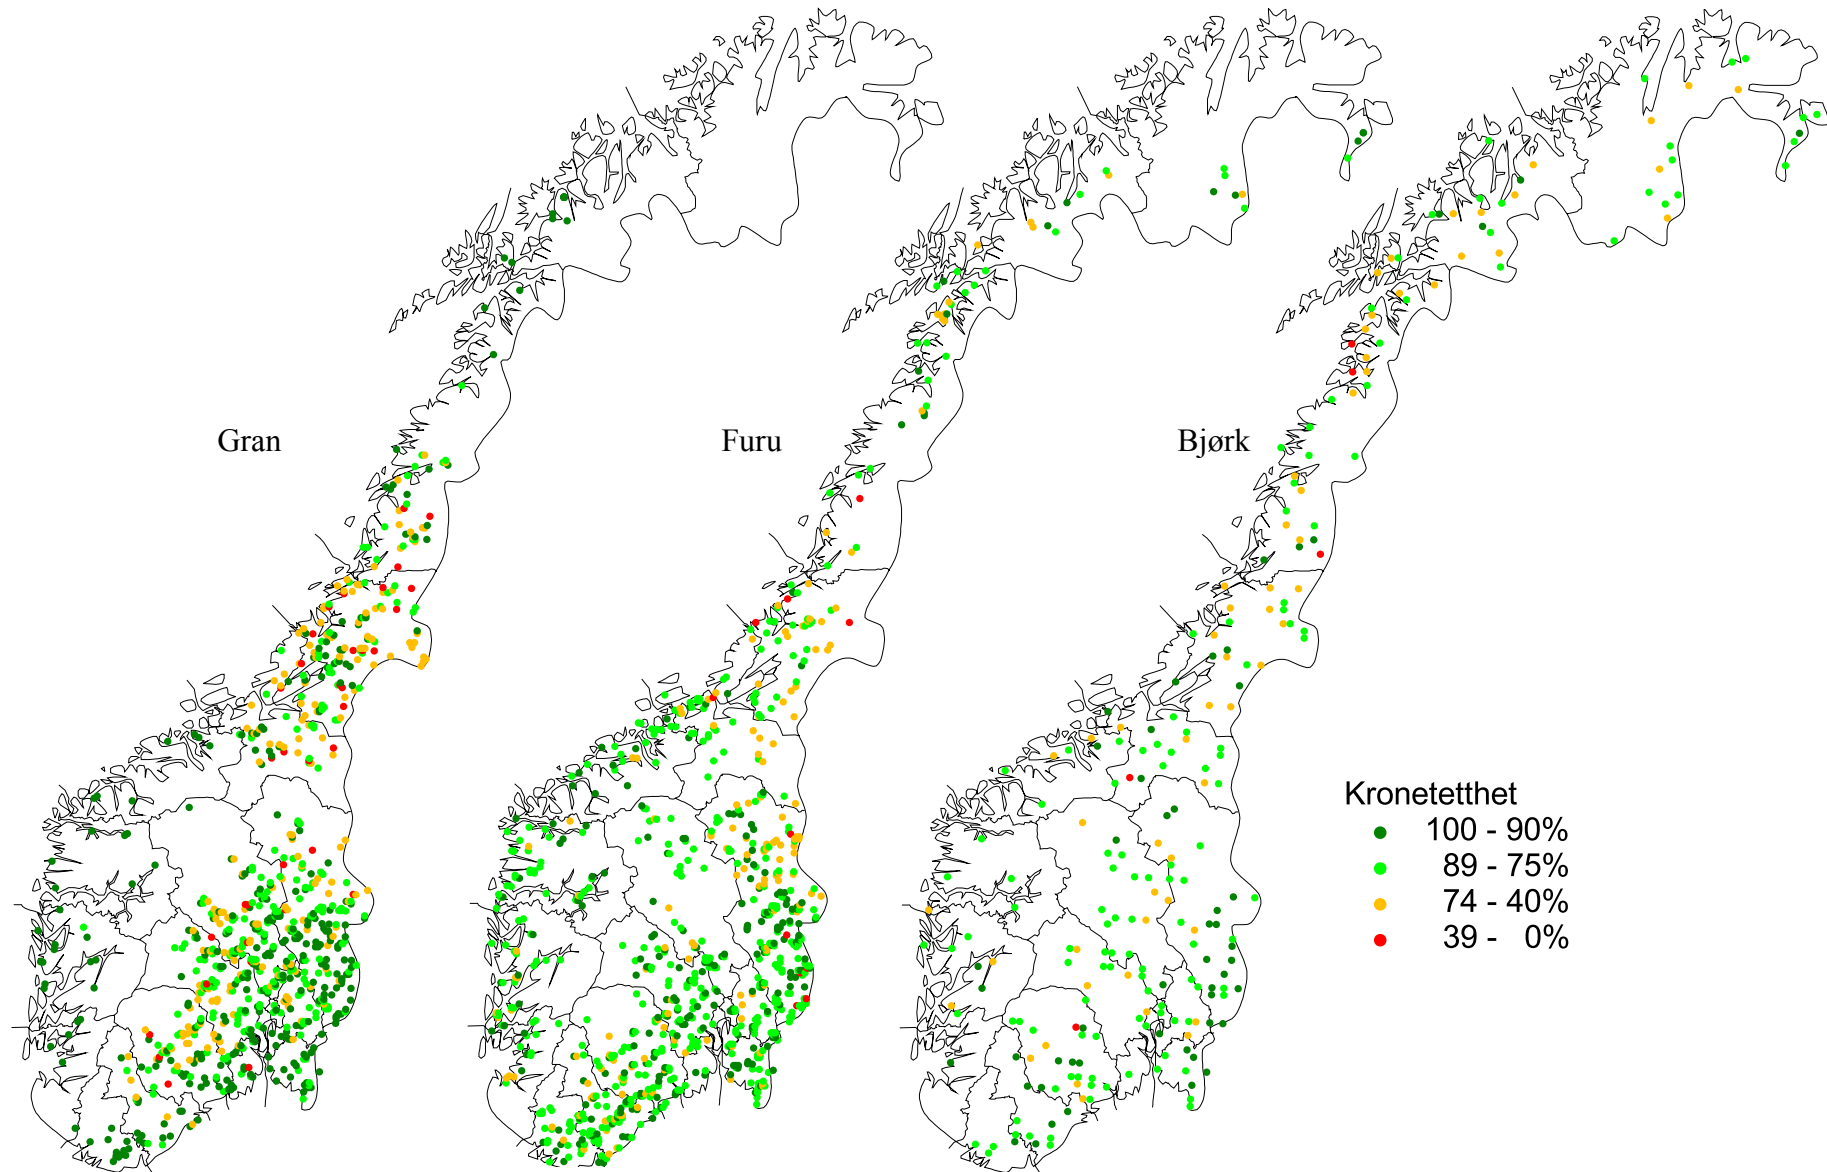 Gran
Furu
Bjørk
Kronetetthet
100 - 90%
89 - 75%
74 - 40%
39 - 0%